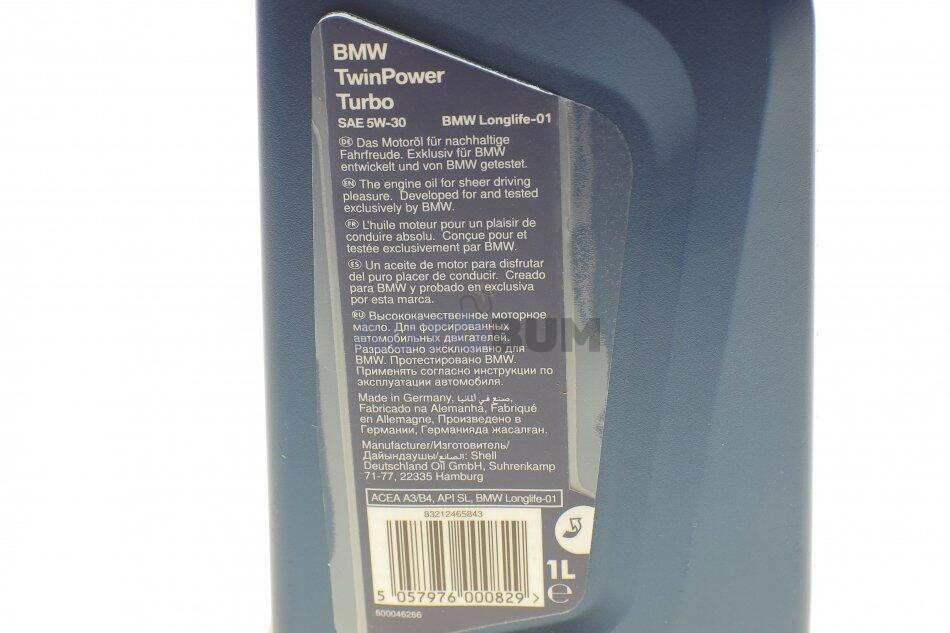 BMW
TwinPower
Turbo
SAE 5W-30 BMW Longlife-01
DE Das Motoröl für nachhaltige
Fahrfreude. Exklusiv für BMW
entwickelt und von BMW getestet.
EN The engine oil for sheer driving
pleasure. Developed for and tested
exclusively by BMW.
FR L'huile moteur pour un plaisir de
conduire absolu. Conçue pour et
testée exclusivement par BMW.
ES Un aceite de motor para disfrutar
del puro placer de conducir. Creado
para BMW y probado en exclusiva
por esta marca.
RU Высококачественное моторное
масло. Для форсированных
автомобильных двигателей.
Разработано эксклюзивно для
BMW. Протестировано BMW.
Применять согласно инструкции по
эксплуатации автомобиля.
BUM
Made in Germany, صنع في ألمانيا,
Fabricado na Alemanha, Fabriqué
en Allemagne, Произведено в
Германии, Германияда жасалған.
Manufacturer/Изготовитель/
Дайындаушы/الصانع: Shell
Deutschland Oil GmbH, Suhrenkamp
71-77, 22335 Hamburg
ACEA A3/B4, API SL, BMW Longlife-01
83212465843
5 057976 000829 >
600046266
1L
℮